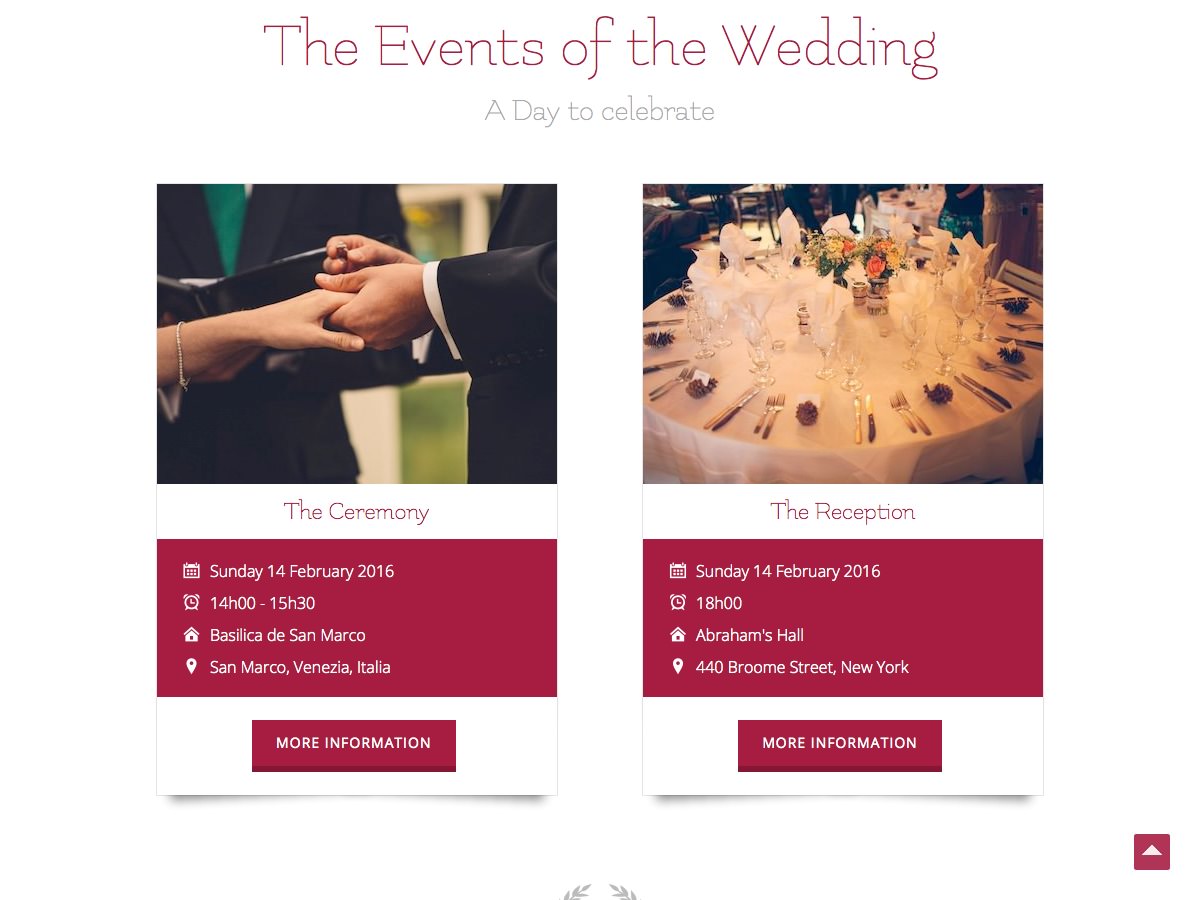 The Events of the Wedding
A Day to celebrate
The Ceremony
Sunday 14 February 2016
14h00 - 15h30
Basilica de San Marco
San Marco, Venezia, Italia
MORE INFORMATION
The Reception
Sunday 14 February 2016
18h00
Abraham's Hall
440 Broome Street, New York
MORE INFORMATION